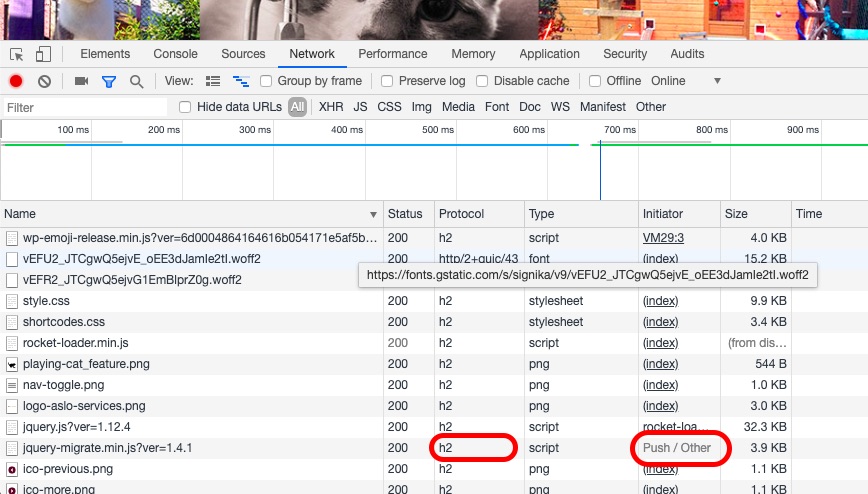 Elements Console Sources Network Performance Memory Application Security Audits
View: Group by frame Preserve log Disable cache Offline Online
Filter Hide data URLs All XHR JS CSS Img Media Font Doc WS Manifest Other
100 ms 200 ms 300 ms 400 ms 500 ms 600 ms 700 ms 800 ms 900 ms
Name Status Protocol Type Initiator Size Time
wp-emoji-release.min.js?ver=6d0004864164616b054171e5af5b... 200 h2 script VM29:3 4.0 KB
vEFU2_JTCgwQ5ejvE_oEE3dJamIe2tI.woff2 200 http/2+quic/43 font (index) 15.2 KB
https://fonts.gstatic.com/s/signika/v9/vEFU2_JTCgwQ5ejvE_oEE3dJamIe2tI.woff2
vEFR2_JTCgwQ5ejvG1EmBlprZ0g.woff2
style.css 200 h2 stylesheet (index) 9.9 KB
shortcodes.css 200 h2 stylesheet (index) 3.4 KB
rocket-loader.min.js 200 h2 script (index) (from dis...
playing-cat_feature.png 200 h2 png (index) 544 B
nav-toggle.png 200 h2 png (index) 1.0 KB
logo-aslo-services.png 200 h2 png (index) 3.0 KB
jquery.js?ver=1.12.4 200 h2 script rocket-loa... 32.3 KB
jquery-migrate.min.js?ver=1.4.1 200 h2 script Push / Other 3.9 KB
ico-previous.png 200 h2 png (index) 1.1 KB
ico-more.png 200 h2 png (index) 1.1 KB